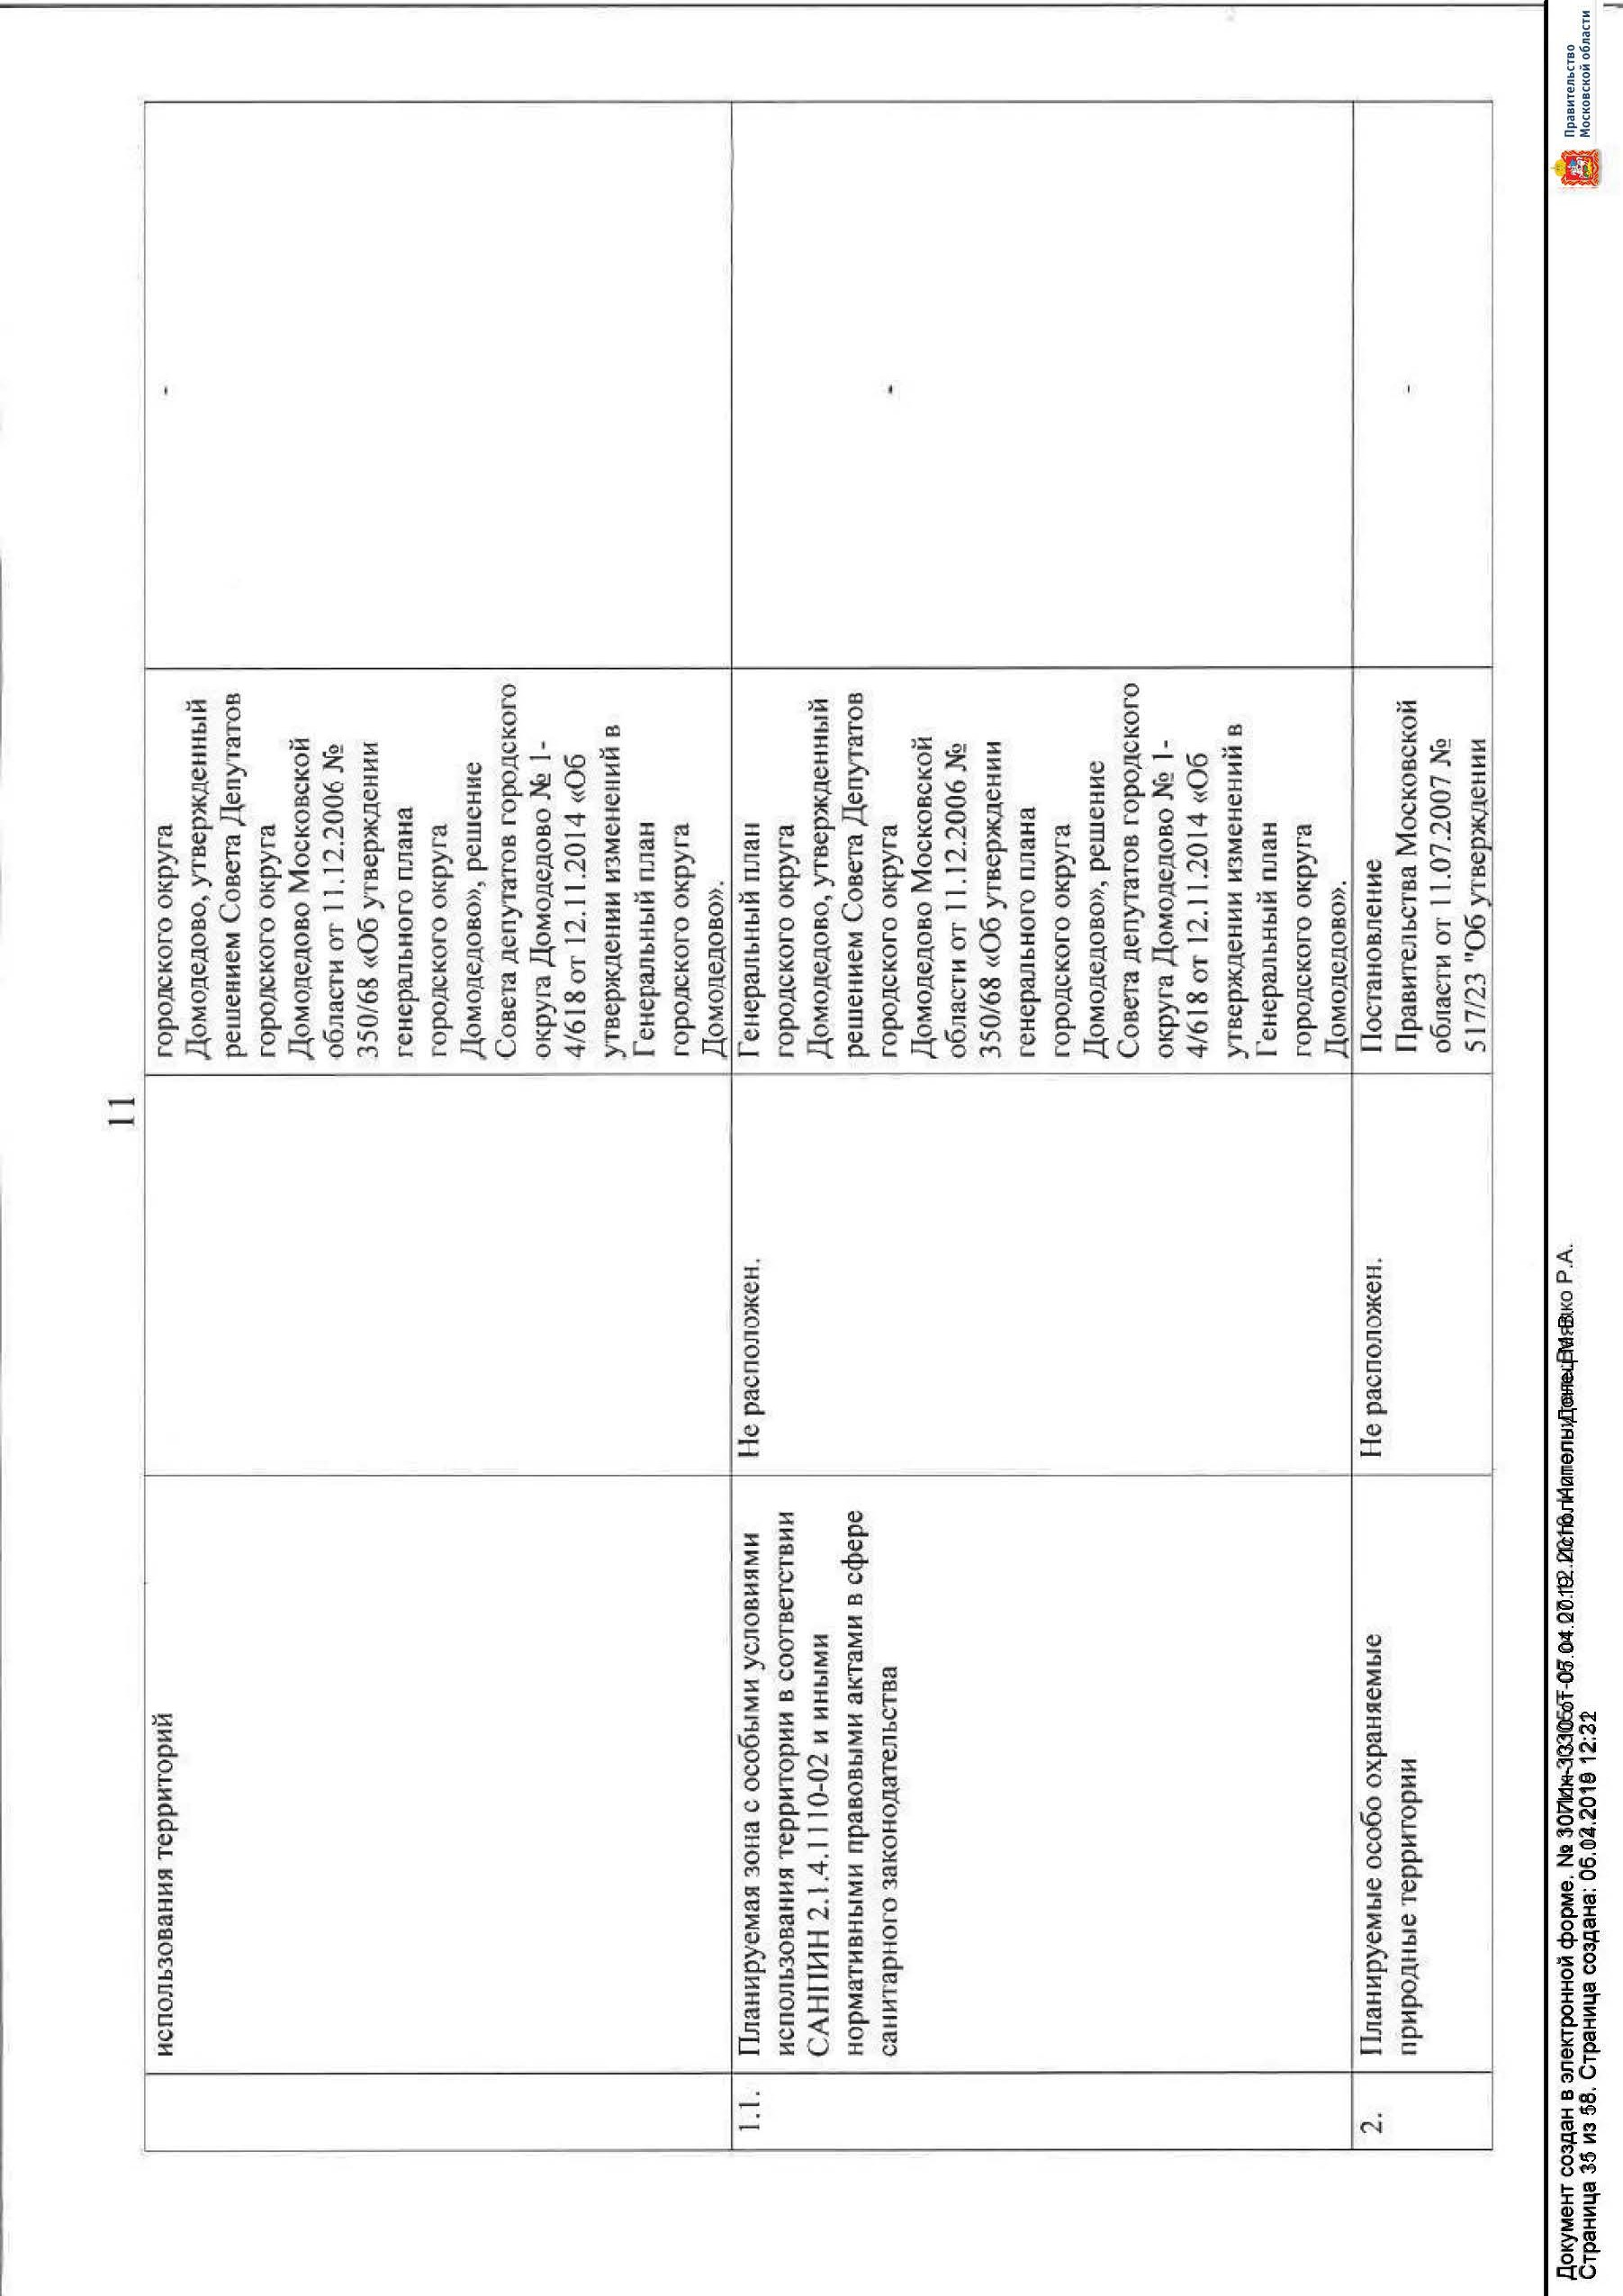 11
использования территорий
городского округа
Домодедово, утвержденный
решением Совета Депутатов
городского округа
Домодедово Московской
области от 11.12.2006 №
350/68 «Об утверждении
генерального плана
городского округа
Домодедово», решение
Совета депутатов городского
округа Домодедово № 1-
4/618 от 12.11.2014 «Об
утверждении изменений в
Генеральный план
городского округа
Домодедово».
-
1.1.
Планируемая зона с особыми условиями
использования территории в соответствии
САНПИН 2.1.4.1110-02 и иными
нормативными правовыми актами в сфере
санитарного законодательства
Не расположен.
Генеральный план
городского округа
Домодедово, утвержденный
решением Совета Депутатов
городского округа
Домодедово Московской
области от 11.12.2006 №
350/68 «Об утверждении
генерального плана
городского округа
Домодедово», решение
Совета депутатов городского
округа Домодедово № 1-
4/618 от 12.11.2014 «Об
утверждении изменений в
Генеральный план
городского округа
Домодедово».
-
2.
Планируемые особо охраняемые
природные территории
Не расположен.
Постановление
Правительства Московской
области от 11.07.2007 №
517/23 "Об утверждении
-
Документ создан в электронной форме. №
Страница из Страница создана:
Правительство
Московской области